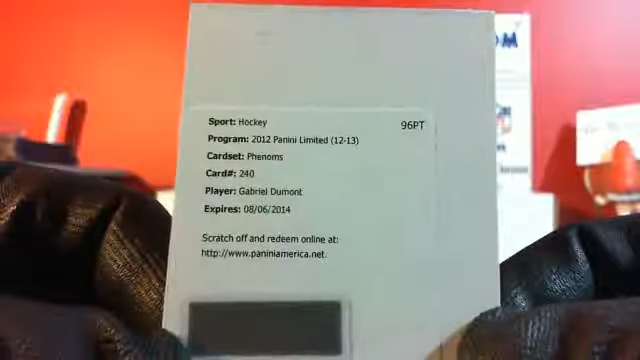 Sport: Hockey
96PT
Program: 2012 Panini Limited (12-13)
Cardset: Phenoms
Card#: 240
Player: Gabriel Dumont
Expires: 08/06/2014
Scratch off and redeem online at:
http://www.paniniamerica.net.